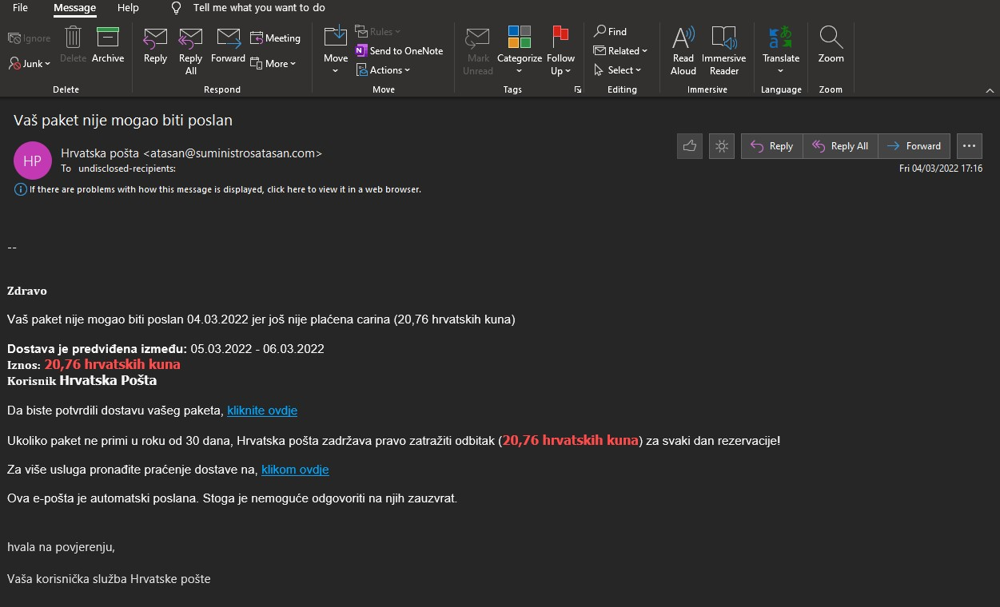 File Message Help Tell me what you want to do
Ignore
Junk
Delete
Archive
Delete
Reply
Reply All
Forward
Meeting
More
Respond
Move
Rules
Send to OneNote
Actions
Move
Mark Unread
Categorize
Follow Up
Tags
Find
Related
Select
Editing
Read Aloud
Immersive Reader
Immersive
Translate
Language
Zoom
Zoom
Vaš paket nije mogao biti poslan
HP
Hrvatska pošta <atasan@suministrosatasan.com>
To undisclosed-recipients:
Reply Reply All Forward
Fri 04/03/2022 17:16
If there are problems with how this message is displayed, click here to view it in a web browser.
--
Zdravo
Vaš paket nije mogao biti poslan 04.03.2022 jer još nije plaćena carina (20,76 hrvatskih kuna)
Dostava je predviđena između: 05.03.2022 - 06.03.2022
Iznos: 20,76 hrvatskih kuna
Korisnik Hrvatska Pošta
Da biste potvrdili dostavu vašeg paketa, kliknite ovdje
Ukoliko paket ne primi u roku od 30 dana, Hrvatska pošta zadržava pravo zatražiti odbitak (20,76 hrvatskih kuna) za svaki dan rezervacije!
Za više usluga pronađite praćenje dostave na, klikom ovdje
Ova e-pošta je automatski poslana. Stoga je nemoguće odgovoriti na njih zauzvrat.
hvala na povjerenju,
Vaša korisnička služba Hrvatske pošte